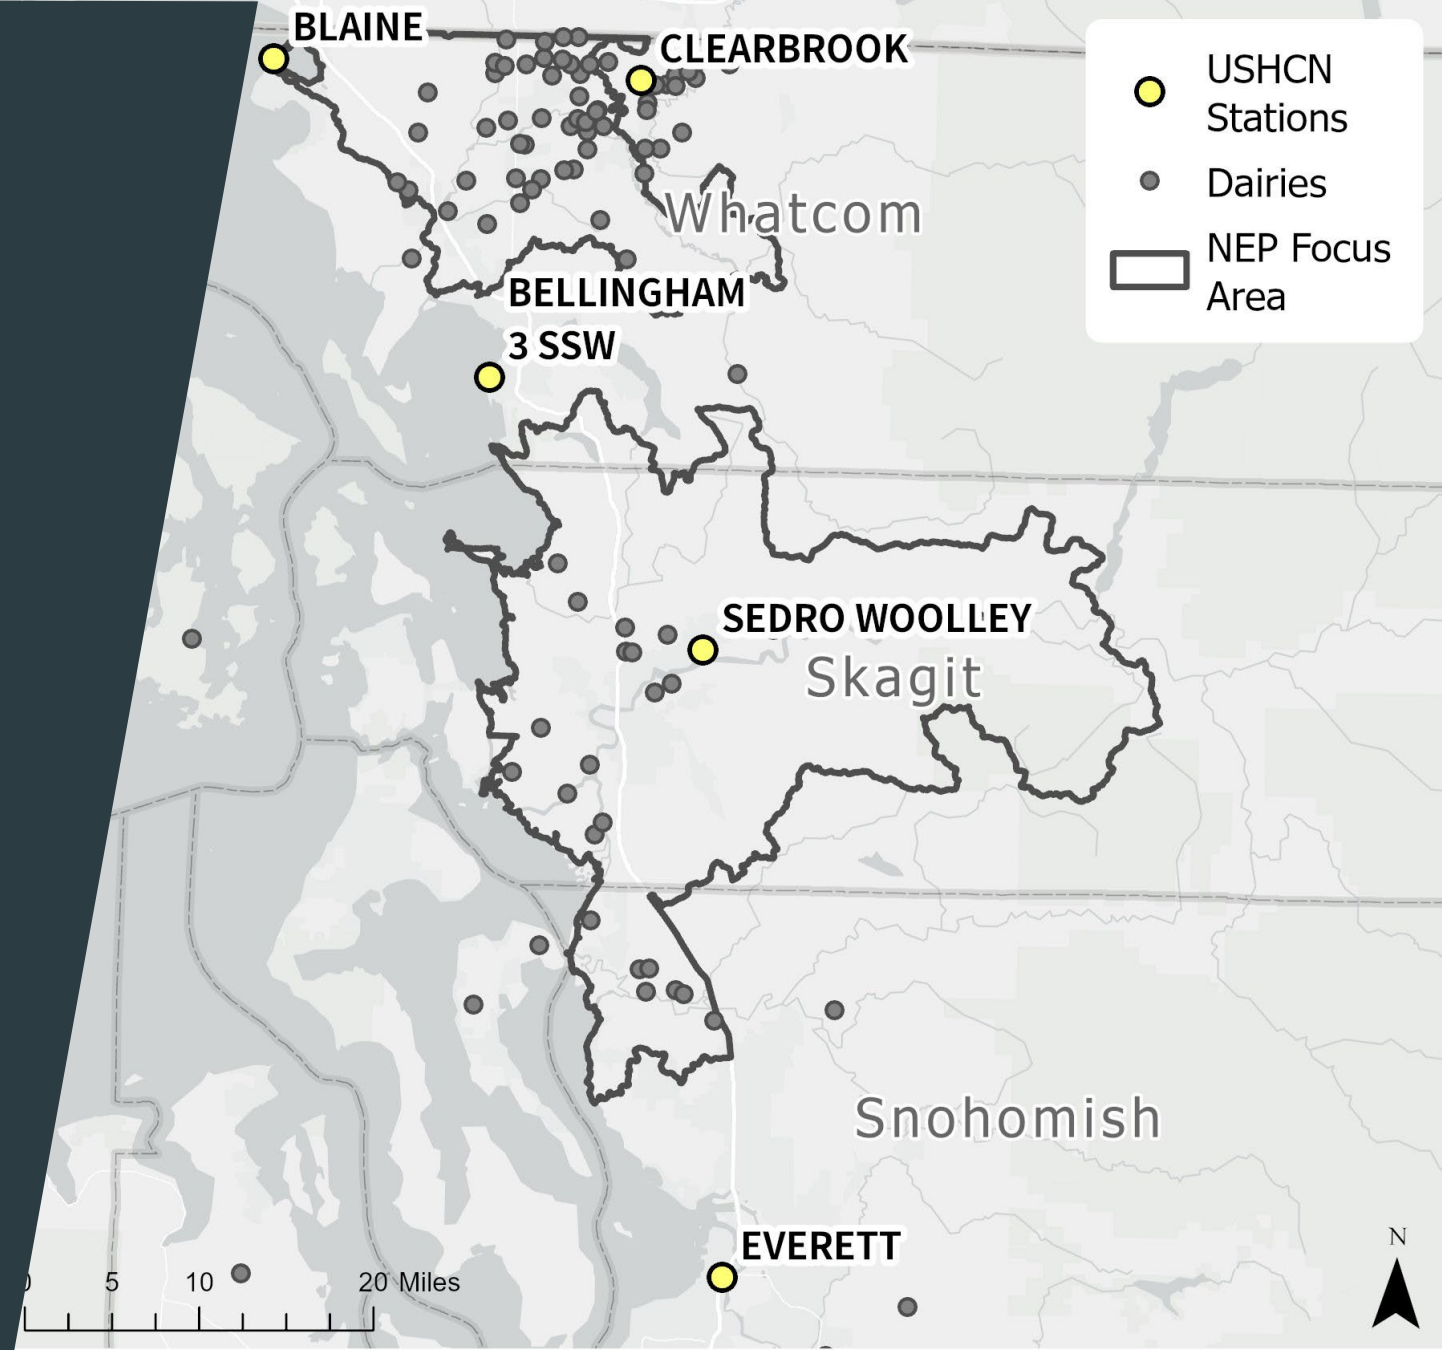 BLAINE
CLEARBROOK
USHCN
Stations
Dairies
NEP Focus
Area
Whatcom
BELLINGHAM
3 SSW
SEDRO WOOLLEY
Skagit
Snohomish
EVERETT
N
0 5 10 20 Miles